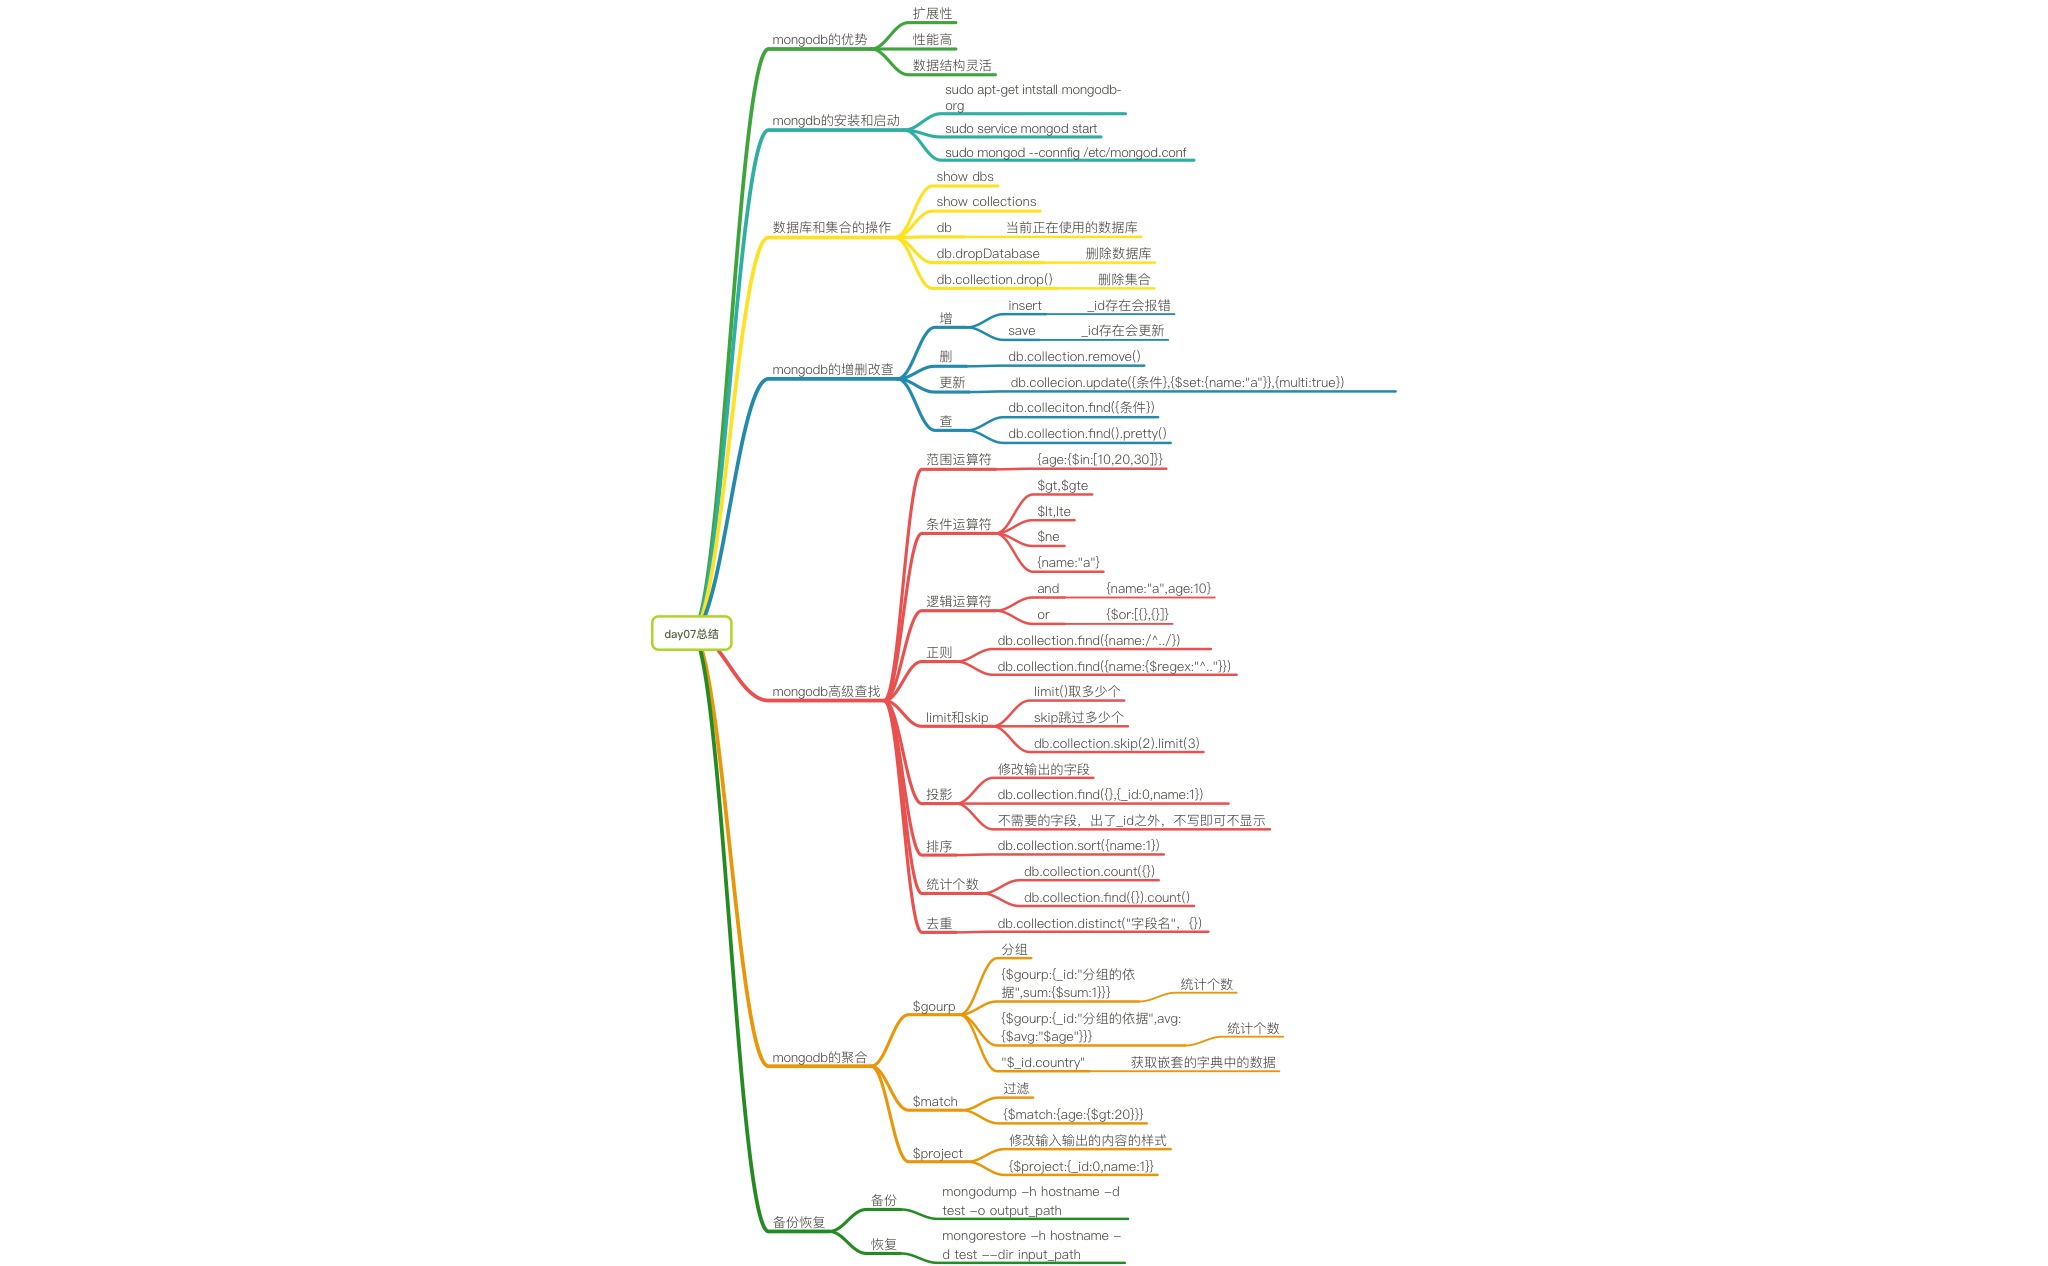 扩展性
mongodb的优势
性能高
数据结构灵活
sudo apt-get intstall mongodb-
org
mongdb的安装和启动
sudo service mongod start
sudo mongod --connfig /etc/mongod.conf
show dbs
show collections
数据库和集合的操作
db
当前正在使用的数据库
db.dropDatabase
删除数据库
db.collection.drop()
删除集合
增
insert
_id存在会报错
save
_id存在会更新
mongodb的增删改查
删
db.collection.remove()
更新
db.collecion.update({条件},{$set:{name:"a"}},{multi:true})
查
db.colleciton.find({条件})
db.collection.find().pretty()
范围运算符
{age:{$in:[10,20,30]}}
条件运算符
$gt,$gte
$lt,lte
$ne
{name:"a"}
逻辑运算符
and
{name:"a",age:10}
or
{$or:[{},{}]}
day07总结
正则
db.collection.find({name:/^../})
db.collection.find({name:{$regex:"^.."}})
mongodb高级查找
limit和skip
limit()取多少个
skip跳过多少个
db.collection.skip(2).limit(3)
投影
修改输出的字段
db.collection.find({},{_id:0,name:1})
不需要的字段，出了_id之外，不写即可不显示
排序
db.collection.sort({name:1})
统计个数
db.collection.count({})
db.collection.find({}).count()
去重
db.collection.distinct("字段名"，{})
分组
$gourp
{$gourp:{_id:"分组的依
据",sum:{$sum:1}}}
统计个数
{$gourp:{_id:"分组的依据",avg:
{$avg:"$age"}}}
统计个数
"$_id.country"
获取嵌套的字典中的数据
mongodb的聚合
$match
过滤
{$match:{age:{$gt:20}}}
$project
修改输入输出的内容的样式
{$project:{_id:0,name:1}}
备份恢复
备份
mongodump -h hostname -d
test -o output_path
恢复
mongorestore -h hostname -
d test --dir input_path